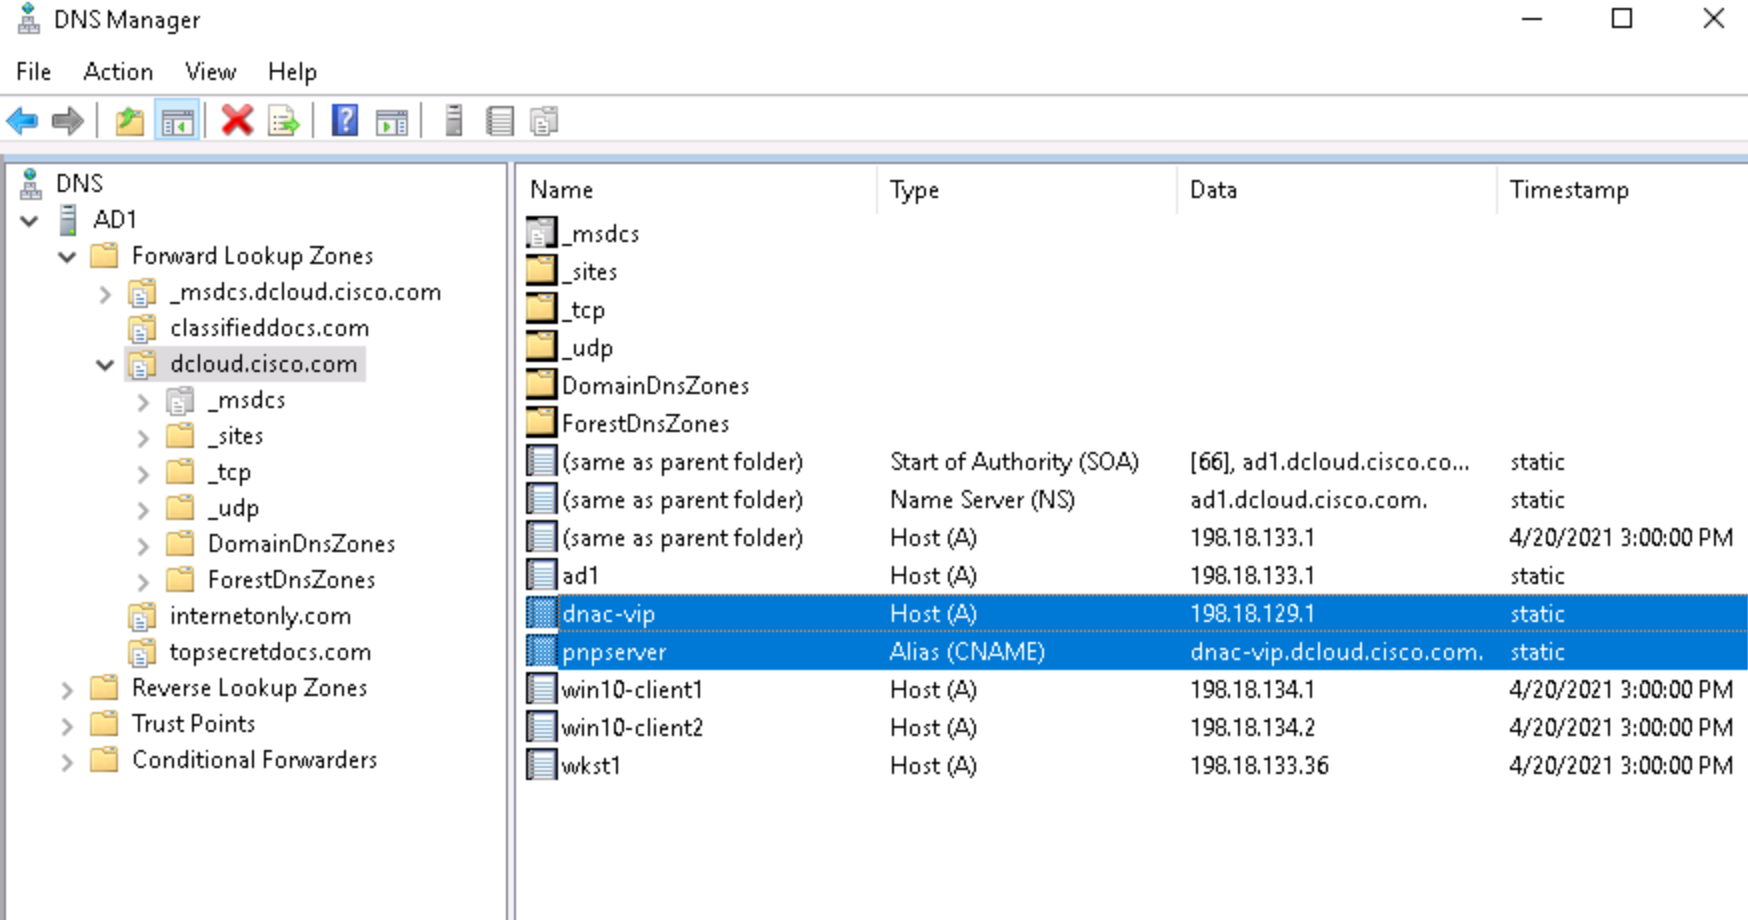 DNS Manager
File Action View Help
DNS
AD1
Forward Lookup Zones
_msdcs.dcloud.cisco.com
classifieddocs.com
dcloud.cisco.com
_msdcs
_sites
_tcp
_udp
DomainDnsZones
ForestDnsZones
internetonly.com
topsecretdocs.com
Reverse Lookup Zones
Trust Points
Conditional Forwarders
Name Type Data Timestamp
_msdcs
_sites
_tcp
_udp
DomainDnsZones
ForestDnsZones
(same as parent folder) Start of Authority (SOA) [66], ad1.dcloud.cisco.co... static
(same as parent folder) Name Server (NS) ad1.dcloud.cisco.com. static
(same as parent folder) Host (A) 198.18.133.1 4/20/2021 3:00:00 PM
ad1 Host (A) 198.18.133.1 static
dnac-vip Host (A) 198.18.129.1 static
pnpserver Alias (CNAME) dnac-vip.dcloud.cisco.com. static
win10-client1 Host (A) 198.18.134.1 4/20/2021 3:00:00 PM
win10-client2 Host (A) 198.18.134.2 4/20/2021 3:00:00 PM
wkst1 Host (A) 198.18.133.36 4/20/2021 3:00:00 PM